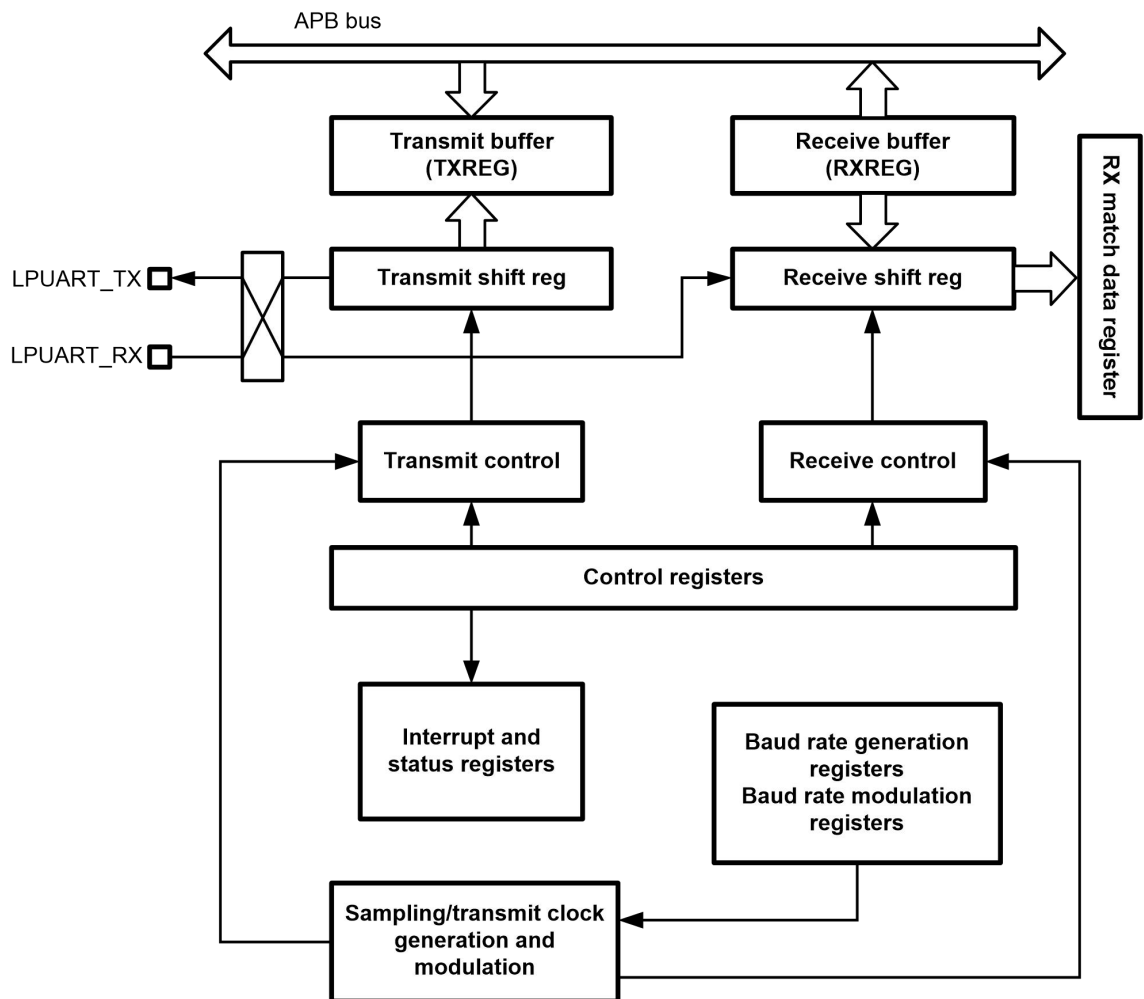 APB bus
Transmit buffer
(TXREG)
Receive buffer
(RXREG)
RX match data register
LPUART_TX
Transmit shift reg
Receive shift reg
LPUART_RX
Transmit control
Receive control
Control registers
Interrupt and
status registers
Baud rate generation
registers
Baud rate modulation
registers
Sampling/transmit clock
generation and
modulation